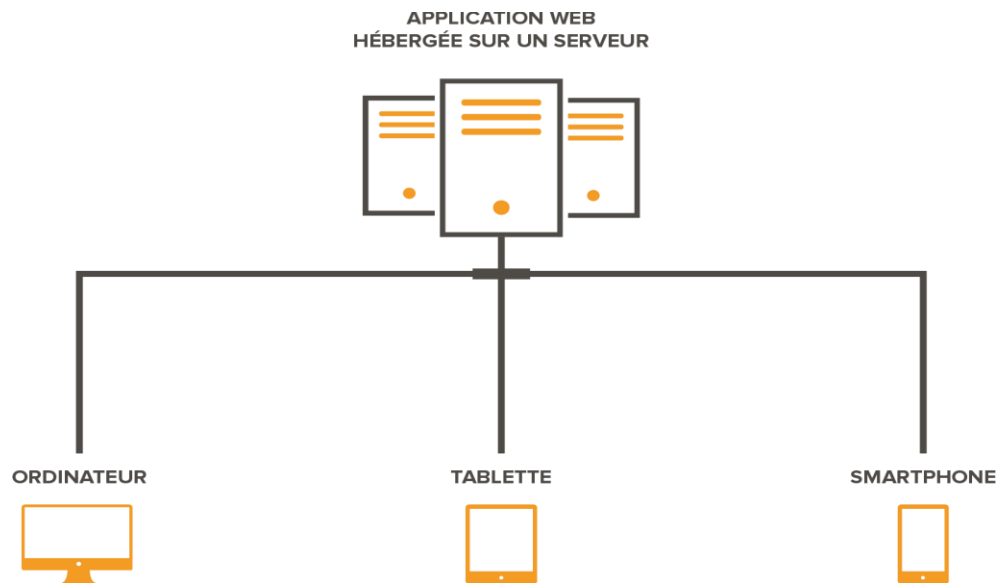 APPLICATION WEB
HÉBERGÉE SUR UN SERVEUR
ORDINATEUR
TABLETTE
SMARTPHONE